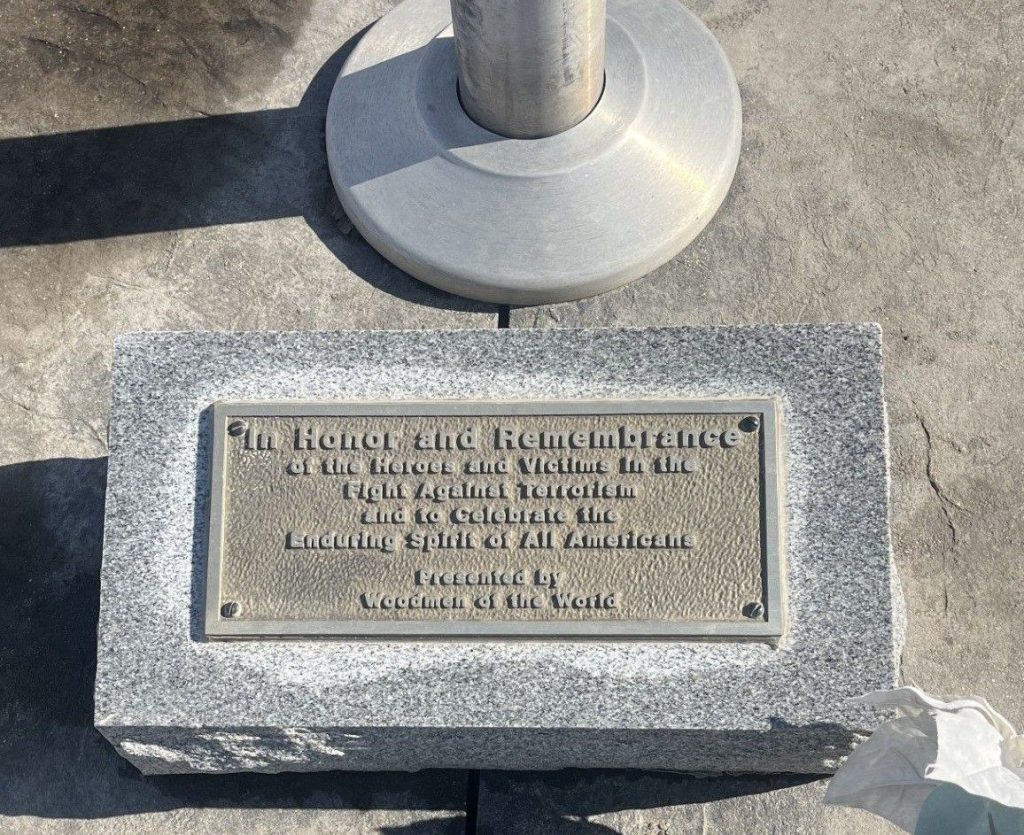 In Honor and Remembrance
of the Heroes and Victims in the
Fight Against Terrorism
and to Celebrate the
Enduring Spirit of All Americans
Presented by
Woodmen of the World